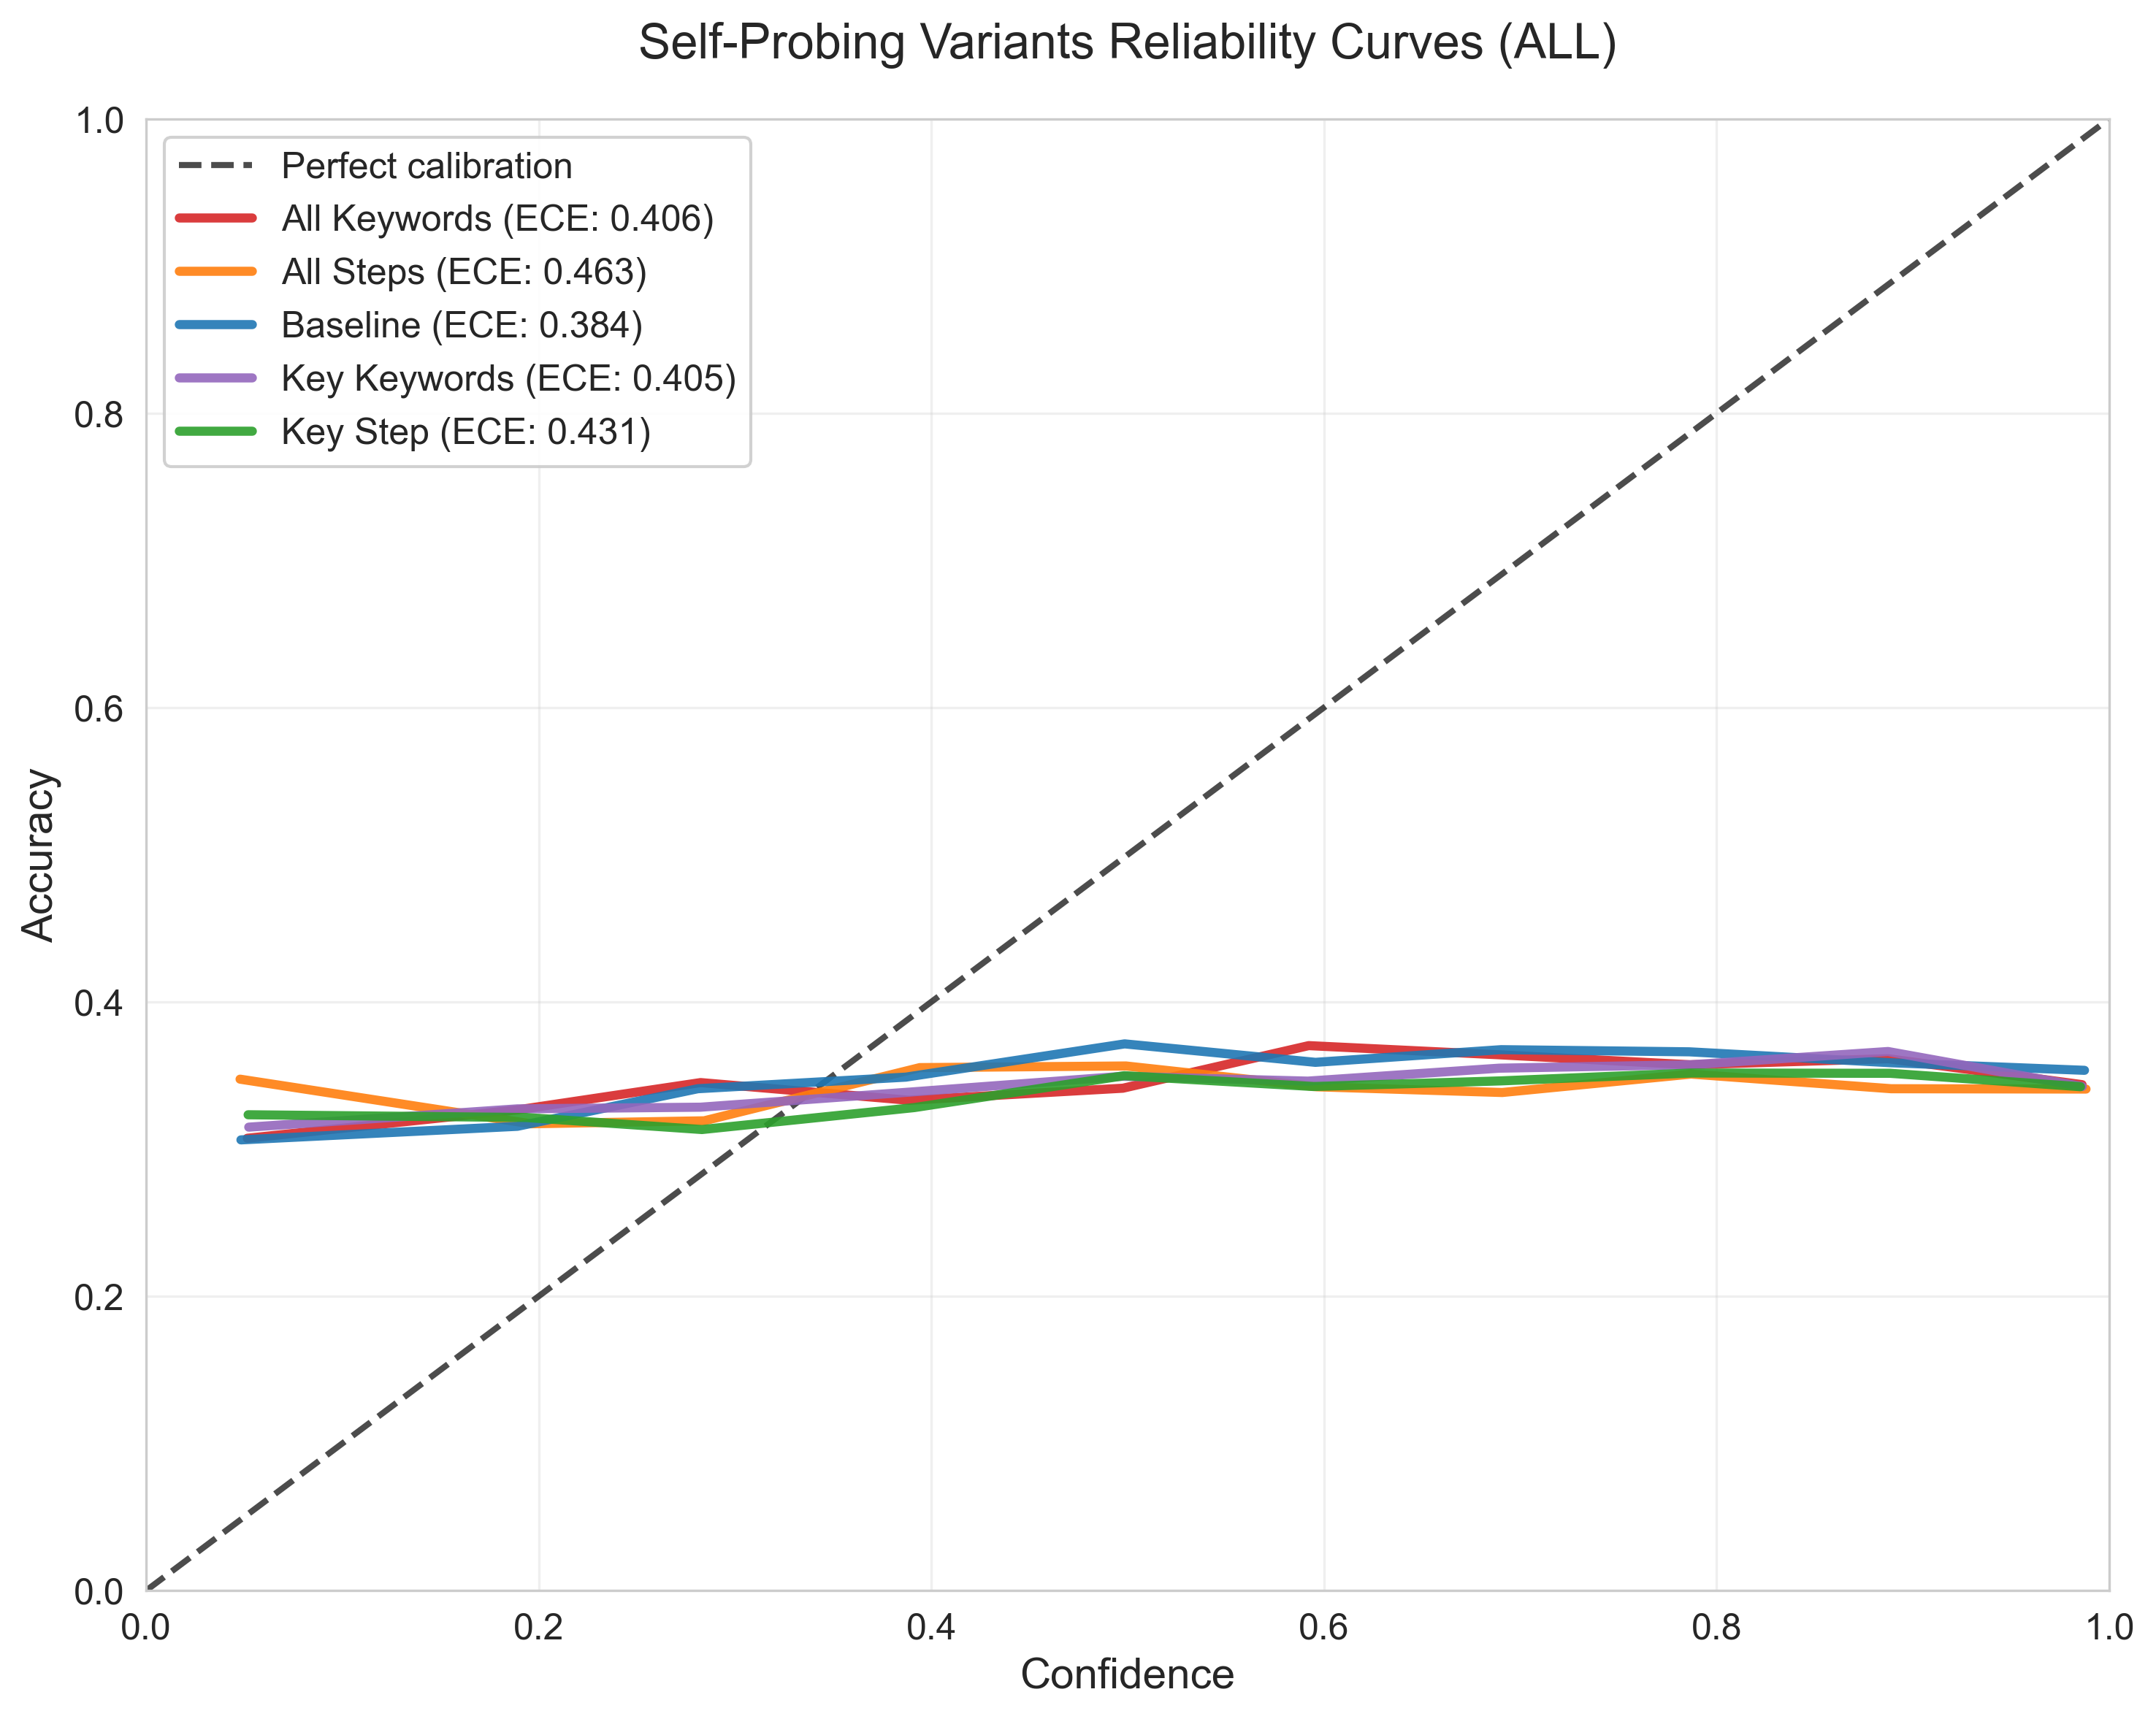 Self-Probing Variants Reliability Curves (ALL)
1.0
0.8
0.6
0.4
0.2
0.0
Accuracy
Perfect calibration
All Keywords (ECE: 0.406)
All Steps (ECE: 0.463)
Baseline (ECE: 0.384)
Key Keywords (ECE: 0.405)
Key Step (ECE: 0.431)
0.0 0.2 0.4 0.6 0.8 1.0
Confidence